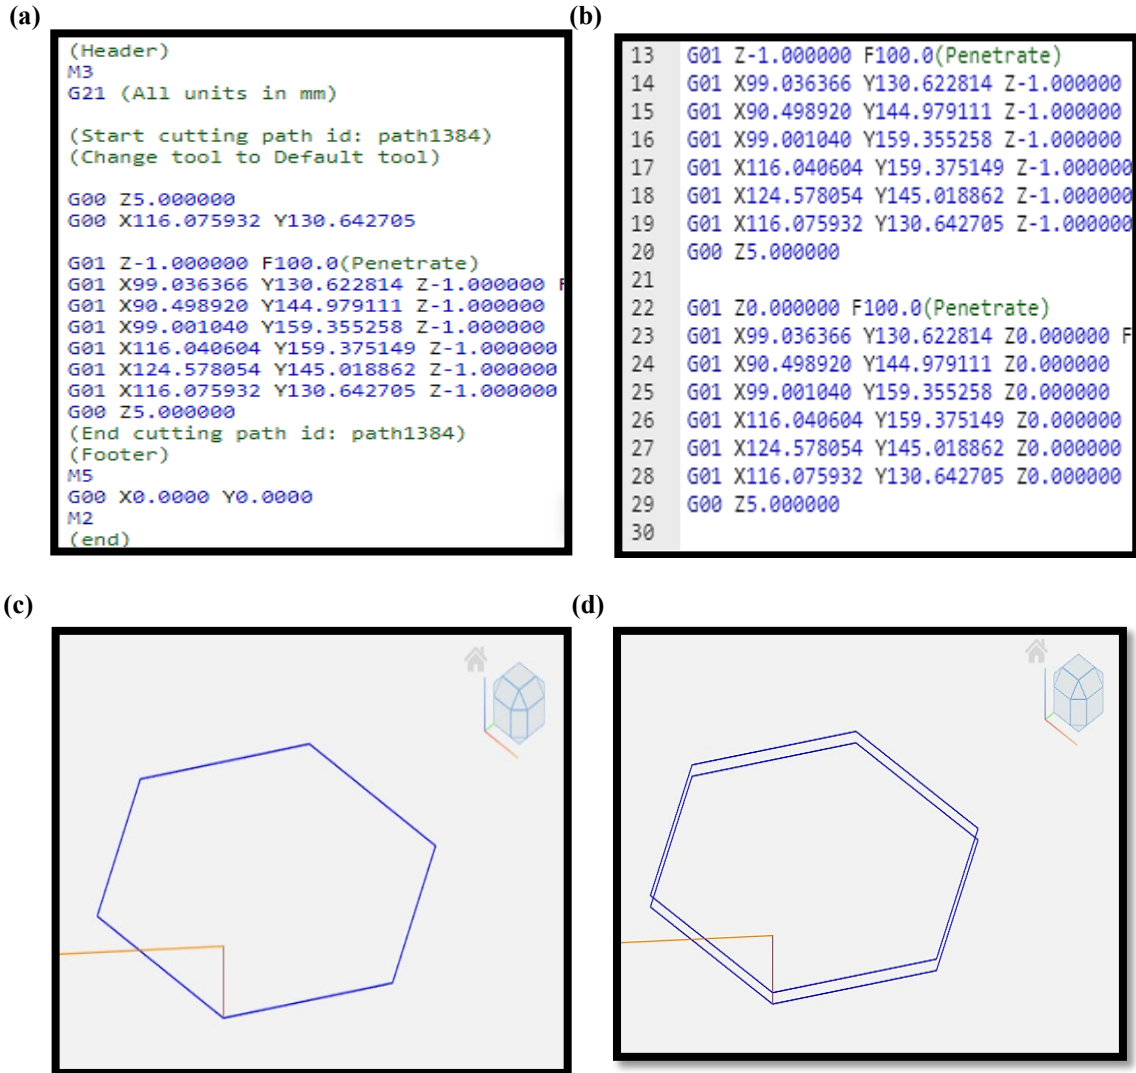 (a)
(Header)
M3
G21 (All units in mm)
(Start cutting path id: path1384)
(Change tool to Default tool)
G00 Z5.000000
G00 X116.075932 Y130.642705
G01 Z-1.000000 F100.0(Penetrate)
G01 X99.036366 Y130.622814 Z-1.000000 F
G01 X90.498920 Y144.979111 Z-1.000000
G01 X99.001040 Y159.355258 Z-1.000000
G01 X116.040604 Y159.375149 Z-1.000000
G01 X124.578054 Y145.018862 Z-1.000000
G01 X116.075932 Y130.642705 Z-1.000000
G00 Z5.000000
(End cutting path id: path1384)
(Footer)
M5
G00 X0.0000 Y0.0000
M2
(end)
(b)
13 G01 Z-1.000000 F100.0(Penetrate)
14 G01 X99.036366 Y130.622814 Z-1.000000
15 G01 X90.498920 Y144.979111 Z-1.000000
16 G01 X99.001040 Y159.355258 Z-1.000000
17 G01 X116.040604 Y159.375149 Z-1.000000
18 G01 X124.578054 Y145.018862 Z-1.000000
19 G01 X116.075932 Y130.642705 Z-1.000000
20 G00 Z5.000000
21
22 G01 Z0.000000 F100.0(Penetrate)
23 G01 X99.036366 Y130.622814 Z0.000000 F
24 G01 X90.498920 Y144.979111 Z0.000000
25 G01 X99.001040 Y159.355258 Z0.000000
26 G01 X116.040604 Y159.375149 Z0.000000
27 G01 X124.578054 Y145.018862 Z0.000000
28 G01 X116.075932 Y130.642705 Z0.000000
29 G00 Z5.000000
30
(c)
(d)